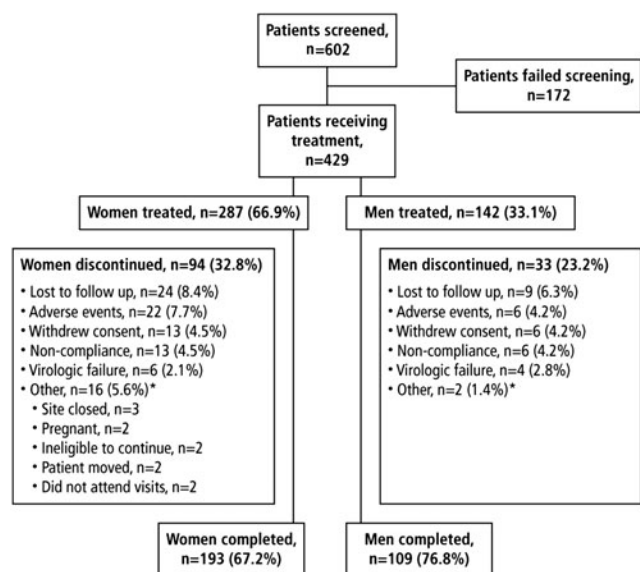 Patients screened,
n=602
Patients failed screening,
n=172
Patients receiving
treatment,
n=429
Women treated, n=287 (66.9%)
Men treated, n=142 (33.1%)
Women discontinued, n=94 (32.8%)
• Lost to follow up, n=24 (8.4%)
• Adverse events, n=22 (7.7%)
• Withdrew consent, n=13 (4.5%)
• Non-compliance, n=13 (4.5%)
• Virologic failure, n=6 (2.1%)
• Other, n=16 (5.6%)*
• Site closed, n=3
• Pregnant, n=2
• Ineligible to continue, n=2
• Patient moved, n=2
• Did not attend visits, n=2
Men discontinued, n=33 (23.2%)
• Lost to follow up, n=9 (6.3%)
• Adverse events, n=6 (4.2%)
• Withdrew consent, n=6 (4.2%)
• Non-compliance, n=6 (4.2%)
• Virologic failure, n=4 (2.8%)
• Other, n=2 (1.4%)*
Women completed,
n=193 (67.2%)
Men completed,
n=109 (76.8%)